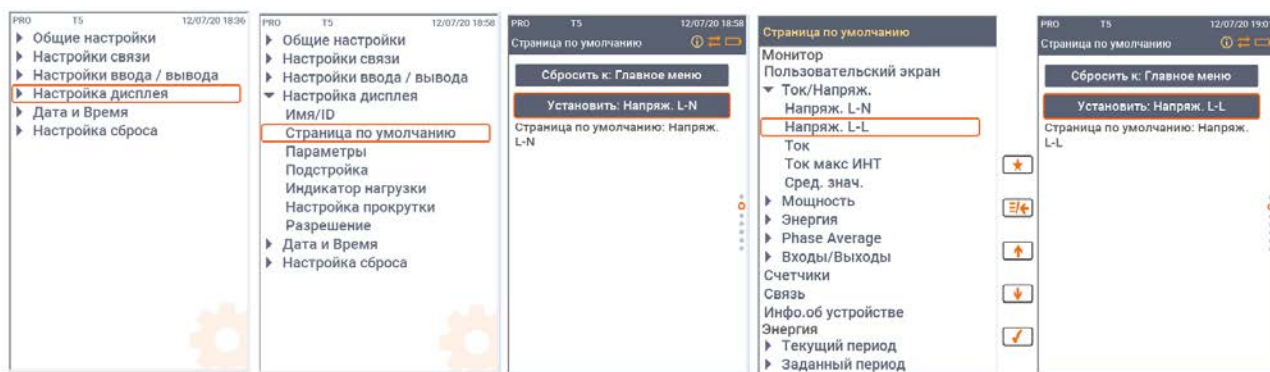 PRO T5 12/07/20 18:36
Общие настройки
Настройки связи
Настройки ввода / вывода
Настройка дисплея
Дата и Время
Настройка сброса
PRO T5 12/07/20 18:58
Общие настройки
Настройки связи
Настройки ввода / вывода
Настройка дисплея
Имя/ID
Страница по умолчанию
Параметры
Подстройка
Индикатор нагрузки
Настройка прокрутки
Разрешение
Дата и Время
Настройка сброса
PRO T5 12/07/20 18:58
Страница по умолчанию
Сбросить к: Главное меню
Установить: Напряж. L-N
Страница по умолчанию: Напряж.
L-N
Страница по умолчанию
Монитор
Пользовательский экран
Ток/Напряж.
Напряж. L-N
Напряж. L-L
Ток
Ток макс ИНТ
Сред. знач.
Мощность
Энергия
Phase Average
Входы/Выходы
Счетчики
Связь
Инфо.об устройстве
Энергия
Текущий период
Заданный период
PRO T5 12/07/20 19:0
Страница по умолчанию
Сбросить к: Главное меню
Установить: Напряж. L-L
Страница по умолчанию: Напряж.
L-L